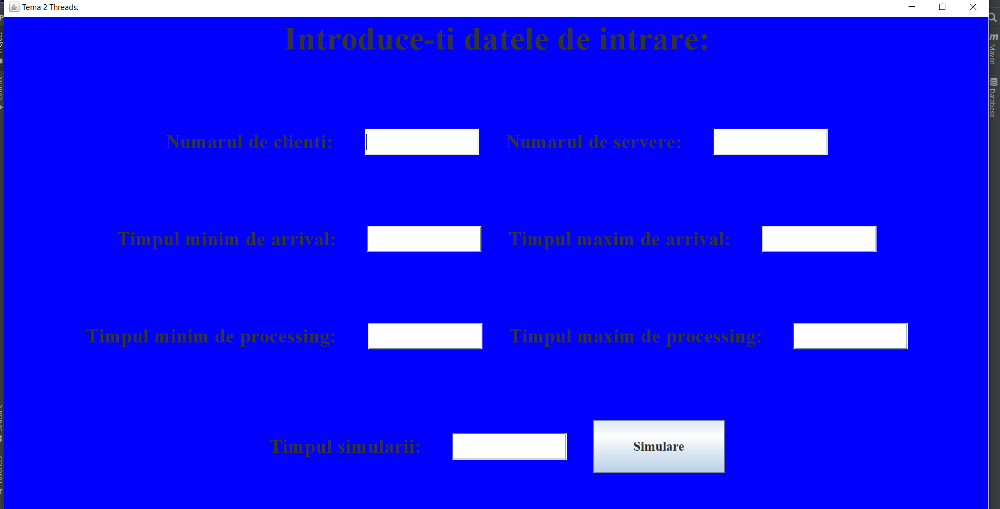 Tema 2 Threads.
Introduce-ti datele de intrare:
Numarul de clienti: Numarul de servere:
Timpul minim de arrival: Timpul maxim de arrival:
Timpul minim de processing: Timpul maxim de processing:
Timpul simularii: Simulare
Maven
Database